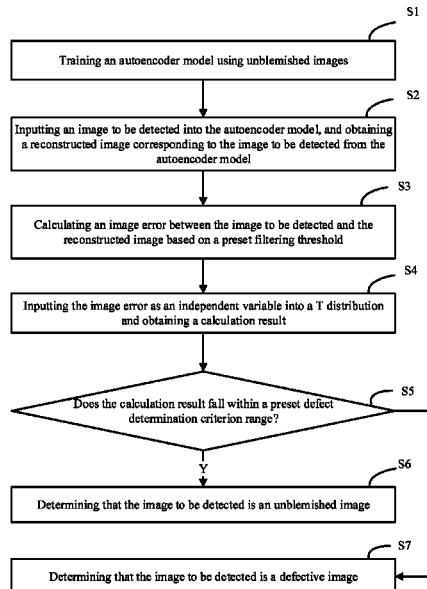 S1
Training an autoencoder model using unblemished images
S2
Inputting an image to be detected into the autoencoder model, and obtaining
a reconstructed image corresponding to the image to be detected from the
autoencoder model
S3
Calculating an image error between the image to be detected and the
reconstructed image based on a preset filtering threshold
S4
Inputting the image error as an independent variable into a T distribution
and obtaining a calculation result
S5
Does the calculation result fall within a preset defect
determination criterion range?
Y
S6
Determining that the image to be detected is an unblemished image
S7
Determining that the image to be detected is a defective image